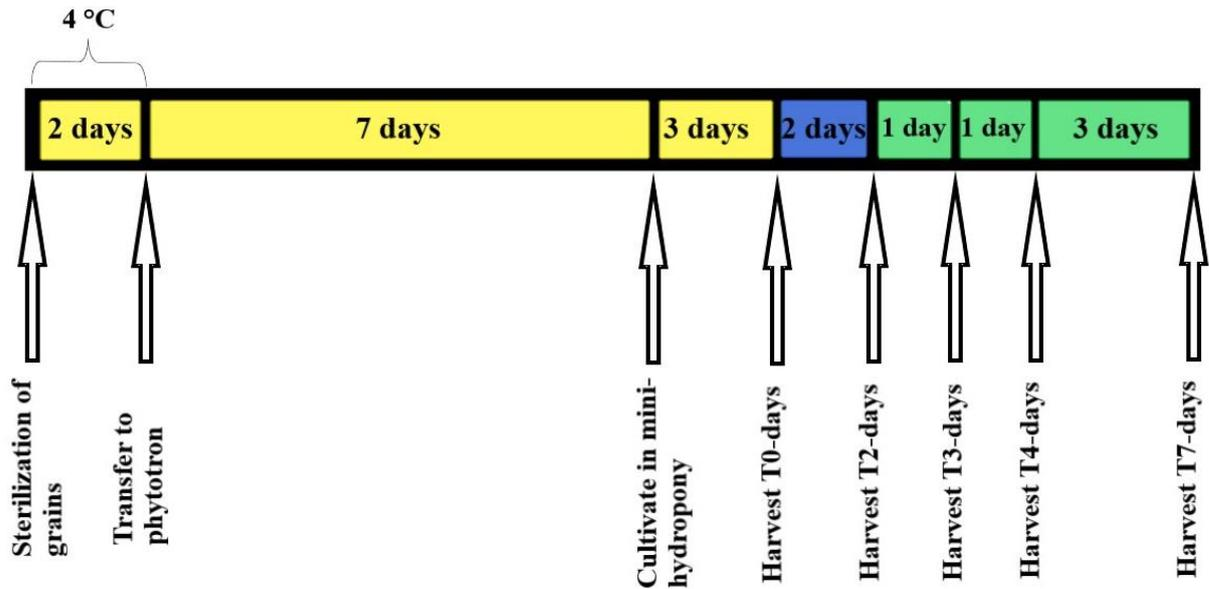 4 °C
2 days
7 days
3 days
2 days
1 day
1 day
3 days
Sterilization of
grains
Transfer to
phytotron
Cultivate in mini-
hydropony
Harvest T0-days
Harvest T2-days
Harvest T3-days
Harvest T4-days
Harvest T7-days